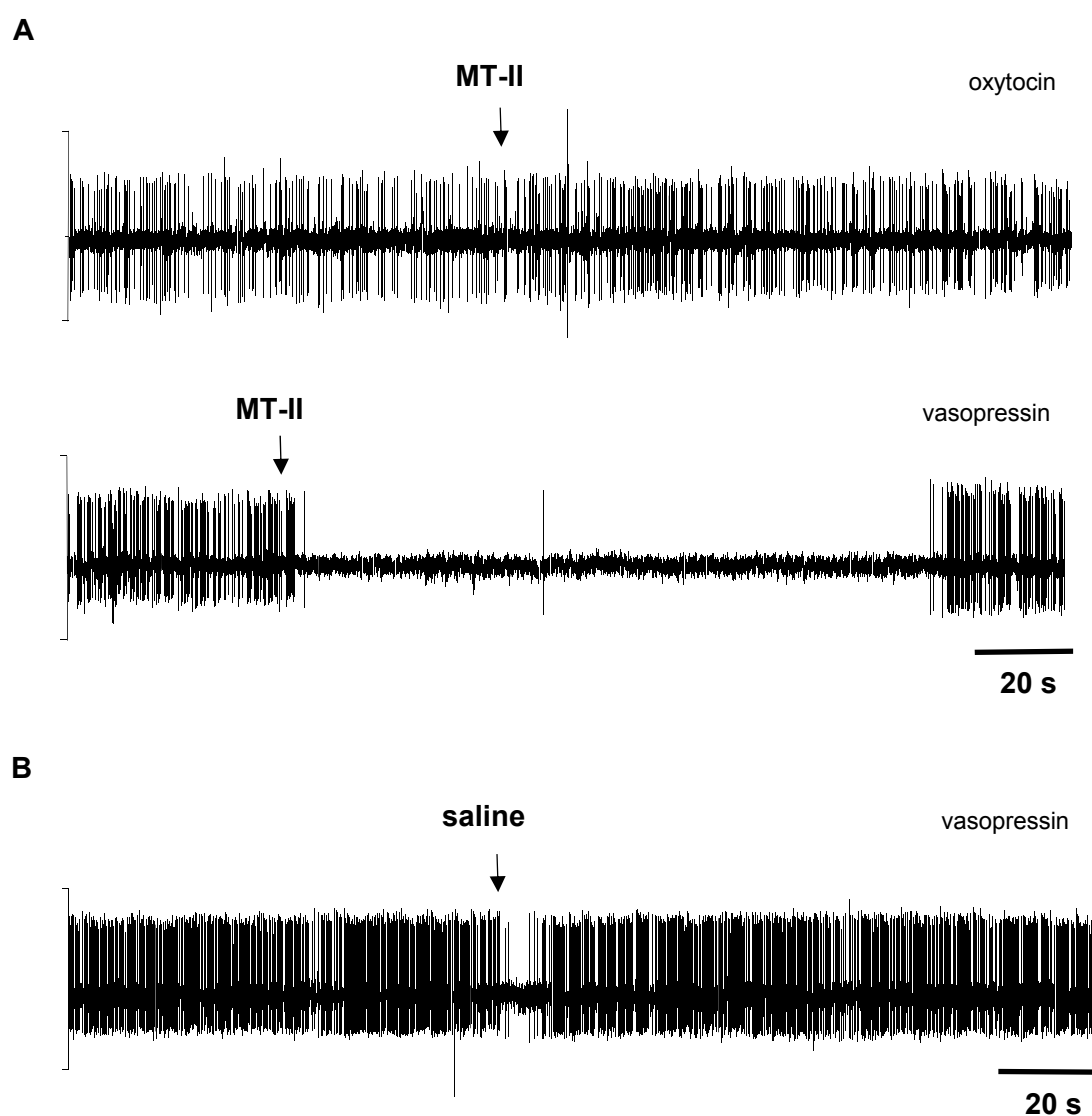 A
MT-II
oxytocin
MT-II
vasopressin
20 s
B
saline
vasopressin
20 s